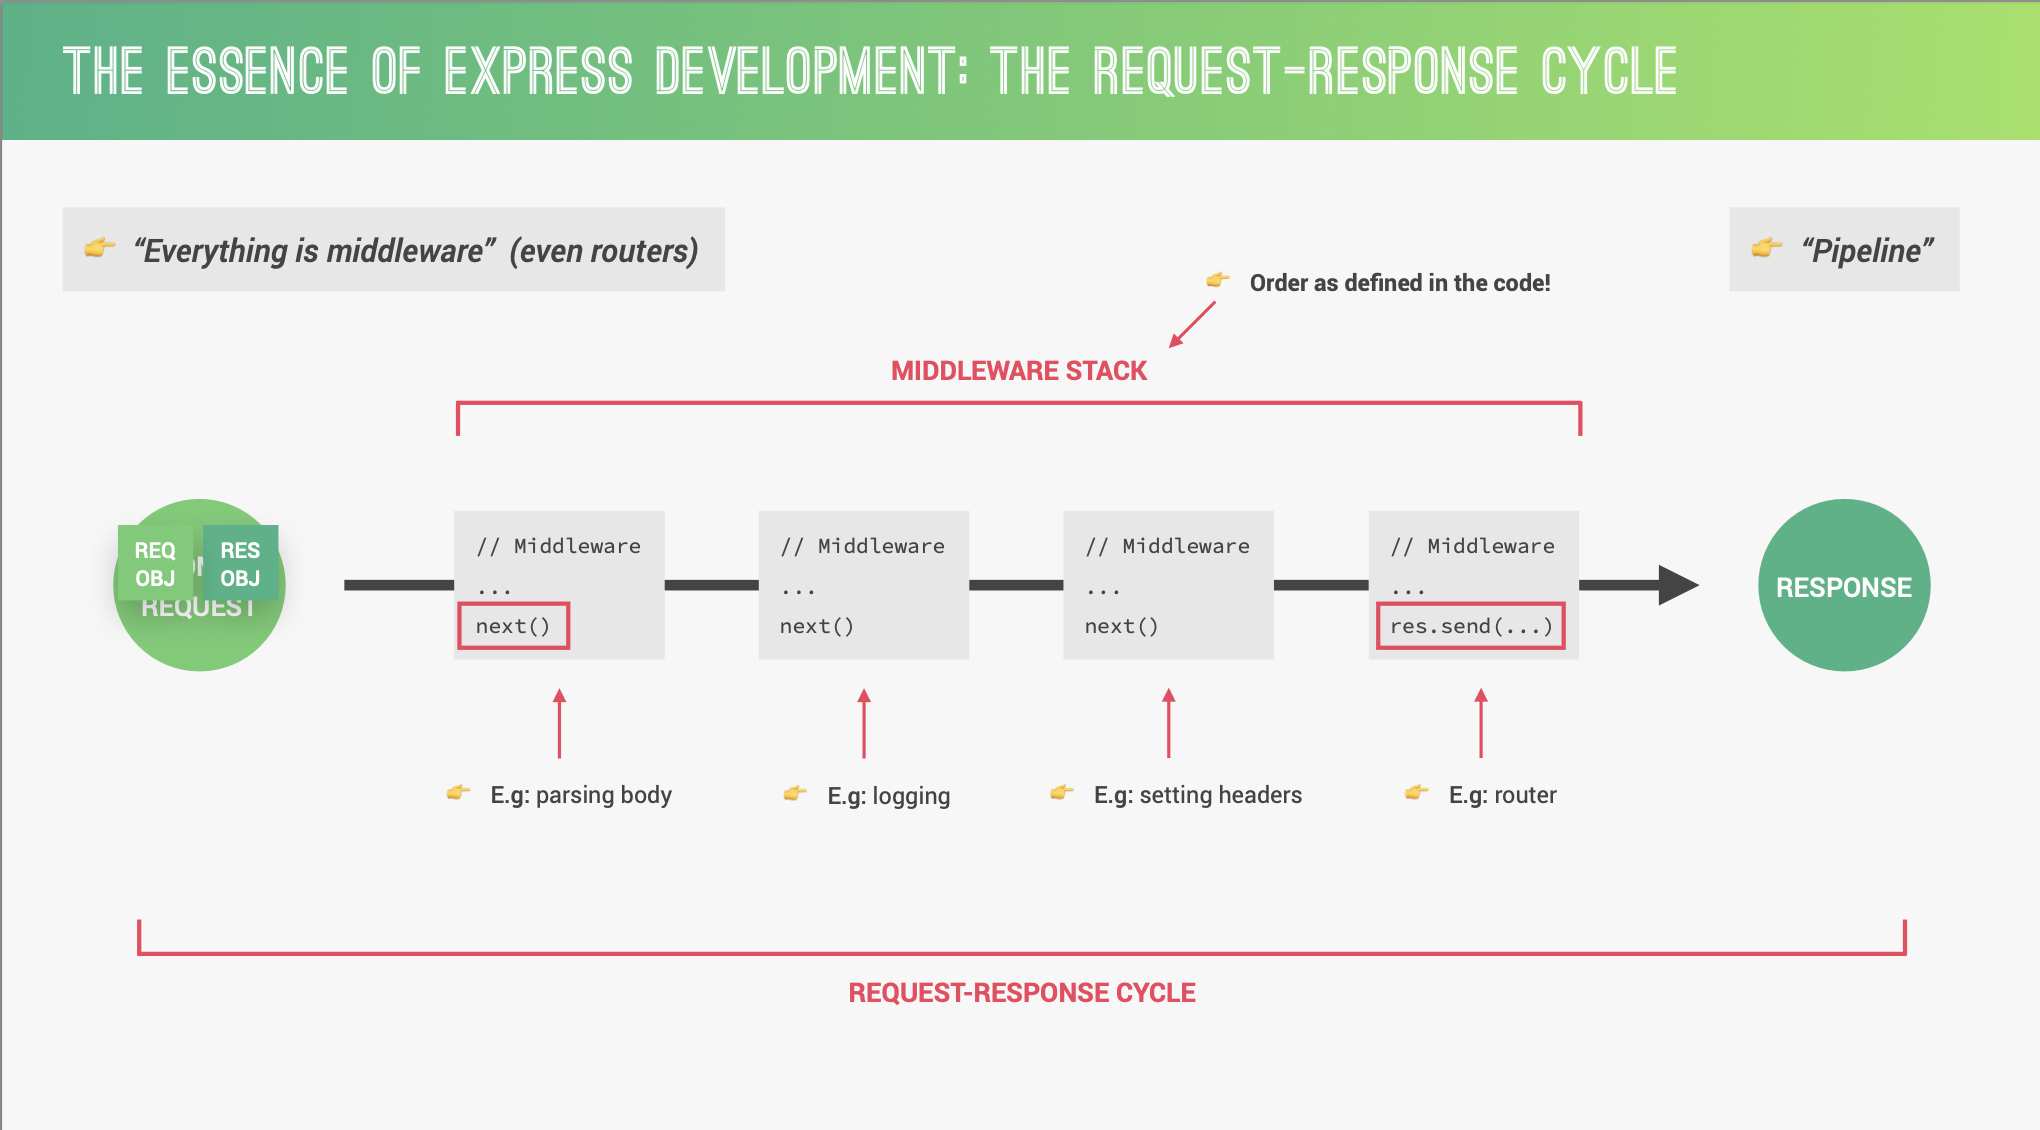 THE ESSENCE OF EXPRESS DEVELOPMENT: THE REQUEST-RESPONSE CYCLE
“Everything is middleware” (even routers)
“Pipeline”
Order as defined in the code!
MIDDLEWARE STACK
REQ
OBJ
RES
OBJ
REQUEST
// Middleware
...
next()
// Middleware
...
next()
// Middleware
...
next()
// Middleware
...
res.send(...)
RESPONSE
E.g: parsing body
E.g: logging
E.g: setting headers
E.g: router
REQUEST-RESPONSE CYCLE